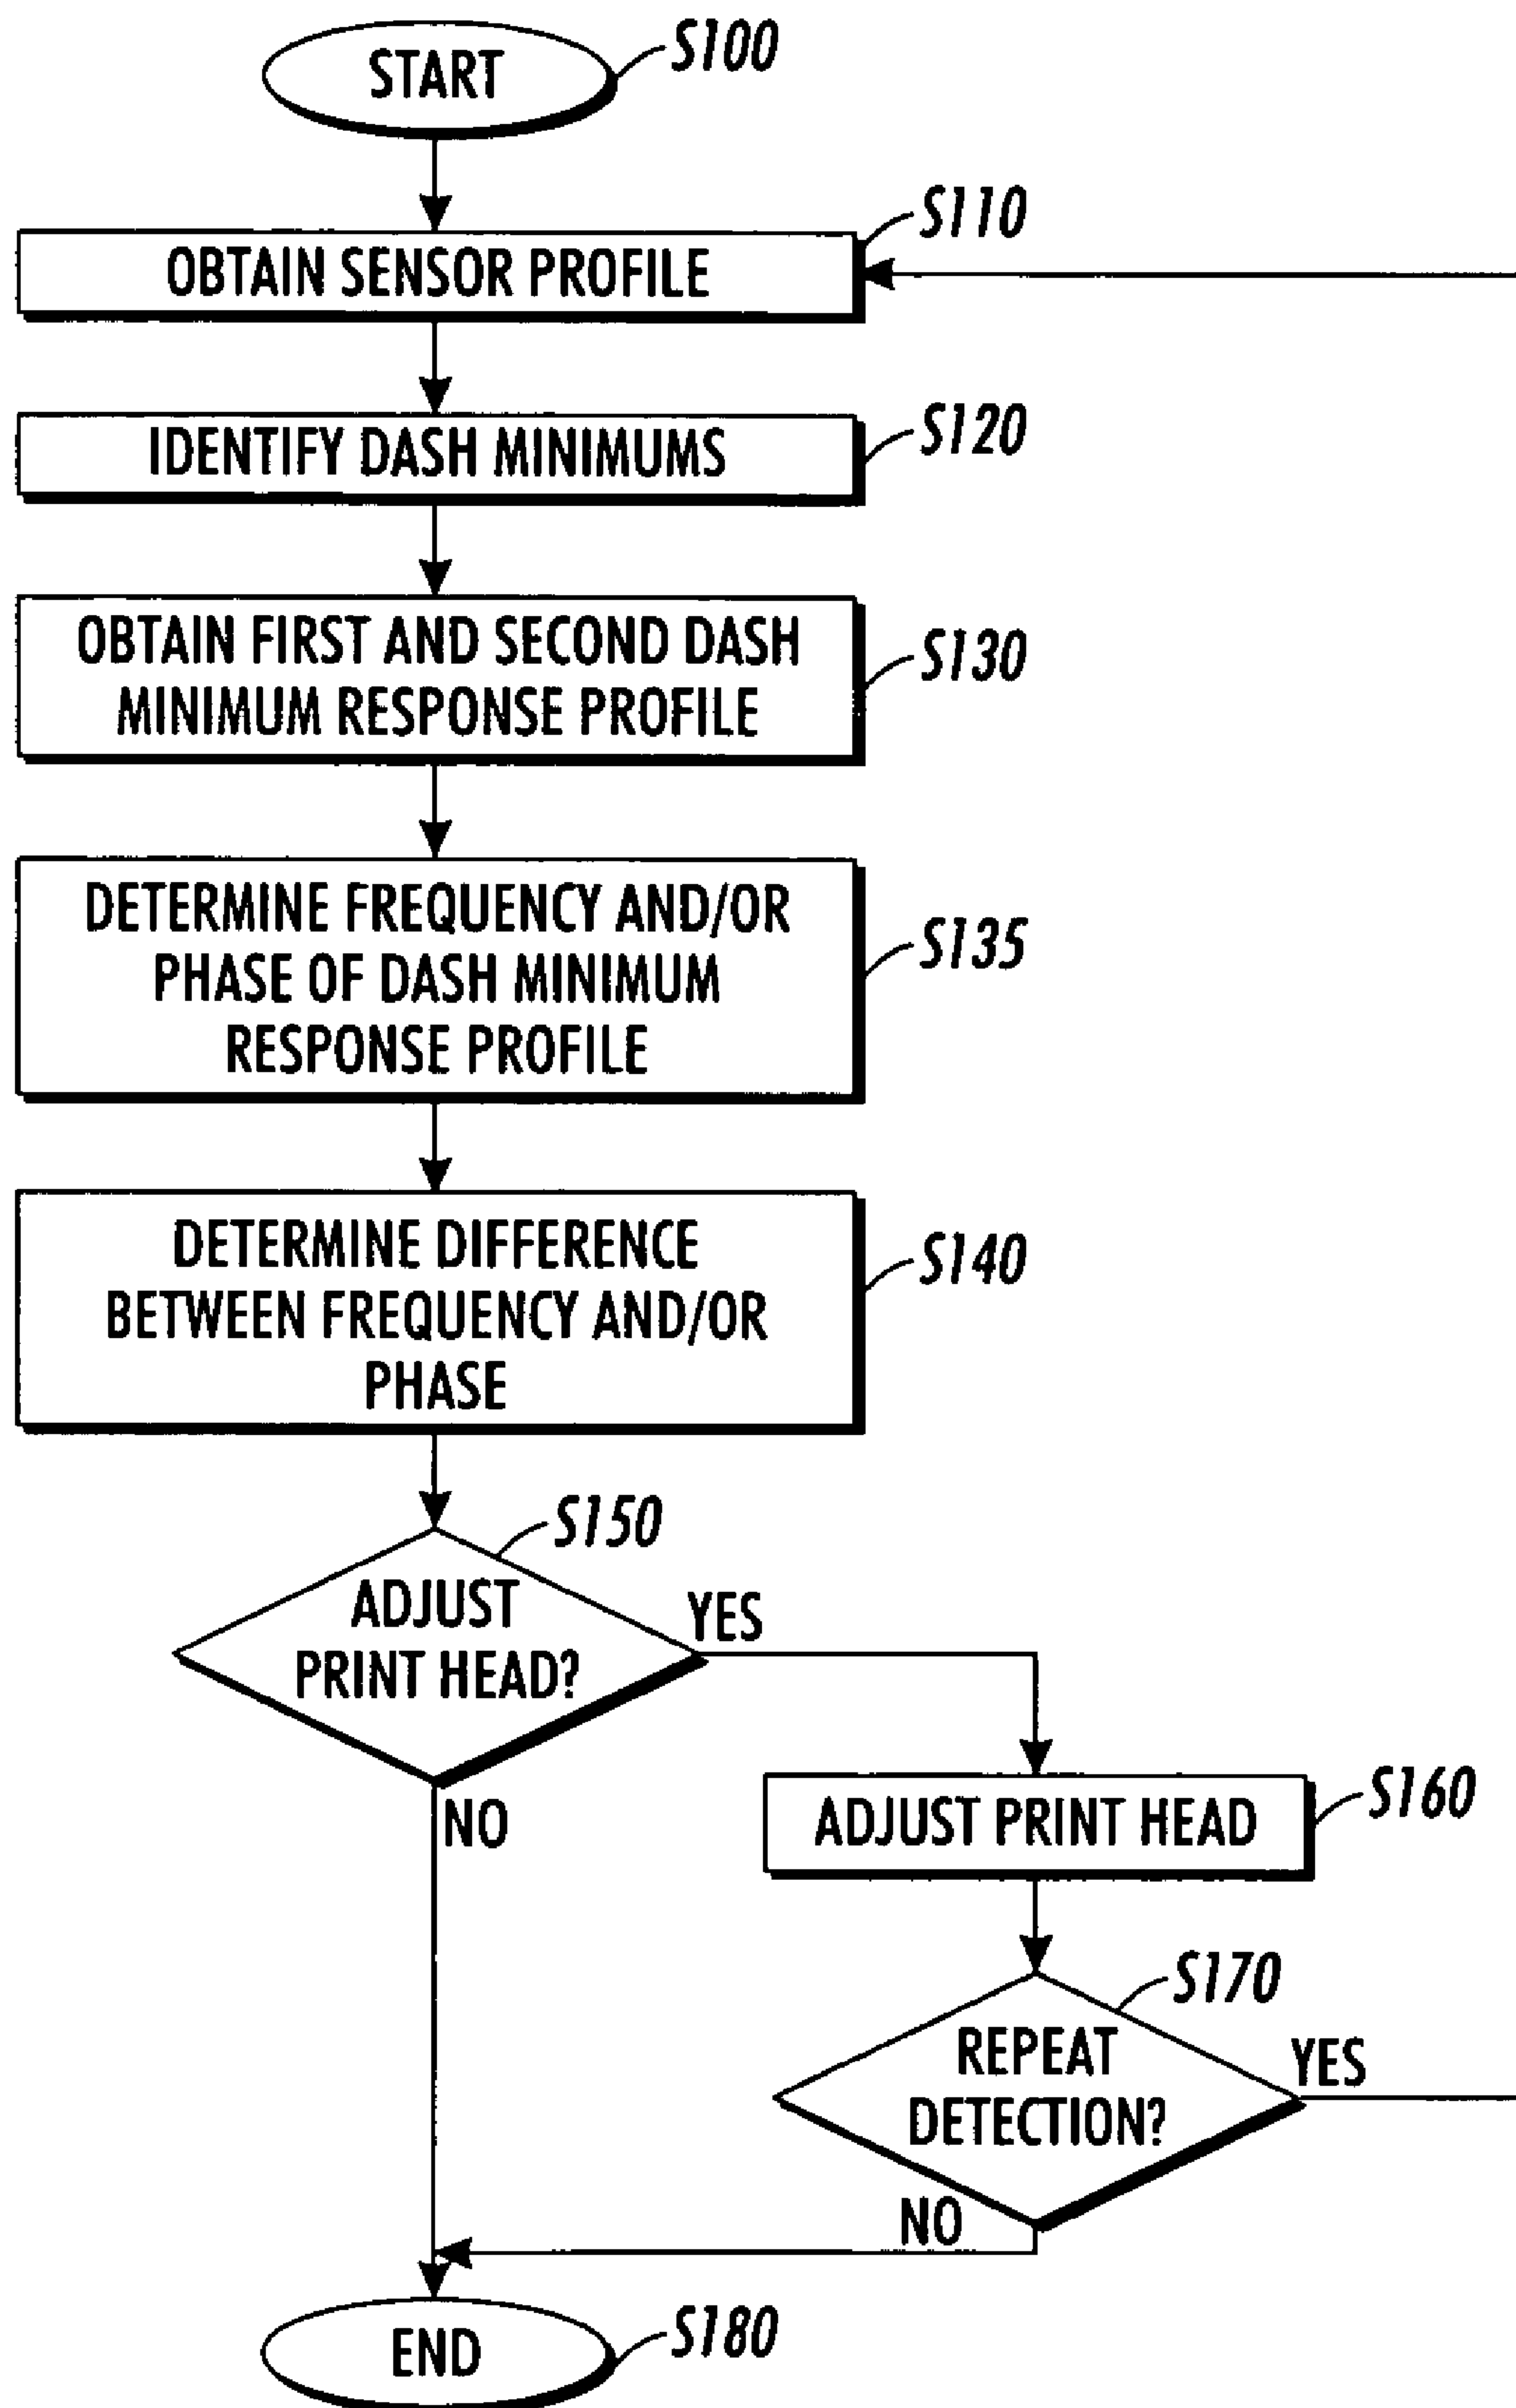 START
S100
S110
OBTAIN SENSOR PROFILE
S120
IDENTIFY DASH MINIMUMS
OBTAIN FIRST AND SECOND DASH
MINIMUM RESPONSE PROFILE
S130
DETERMINE FREQUENCY AND/OR
PHASE OF DASH MINIMUM
RESPONSE PROFILE
S135
DETERMINE DIFFERENCE
BETWEEN FREQUENCY AND/OR
PHASE
S140
S150
ADJUST
PRINT HEAD?
YES
NO
ADJUST PRINT HEAD
S160
S170
REPEAT
DETECTION?
YES
NO
END
S180